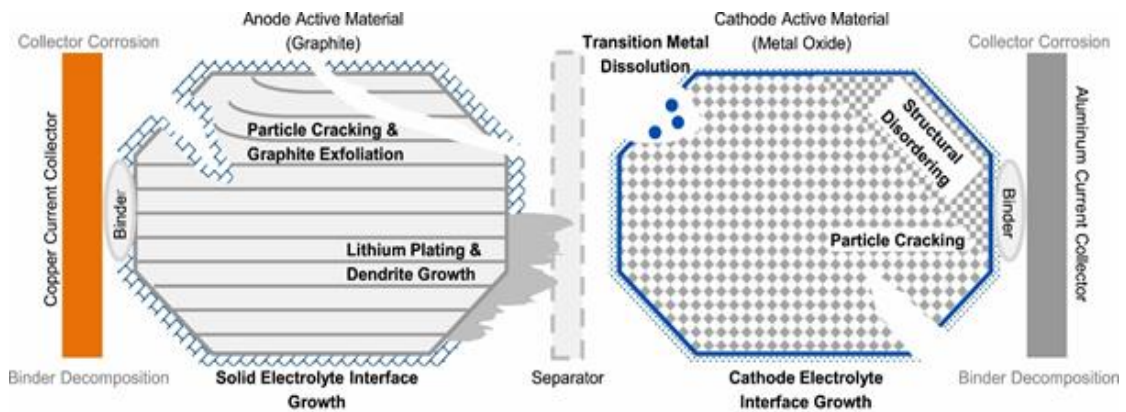 Anode Active Material
(Graphite)
Cathode Active Material
(Metal Oxide)
Collector Corrosion
Transition Metal
Dissolution
Collector Corrosion
Copper Current Collector
Binder
Particle Cracking &
Graphite Exfoliation
Lithium Plating &
Dendrite Growth
Structural
Disordering
Particle Cracking
Binder
Aluminum Current Collector
Binder Decomposition
Solid Electrolyte Interface
Growth
Separator
Cathode Electrolyte
Interface Growth
Binder Decomposition